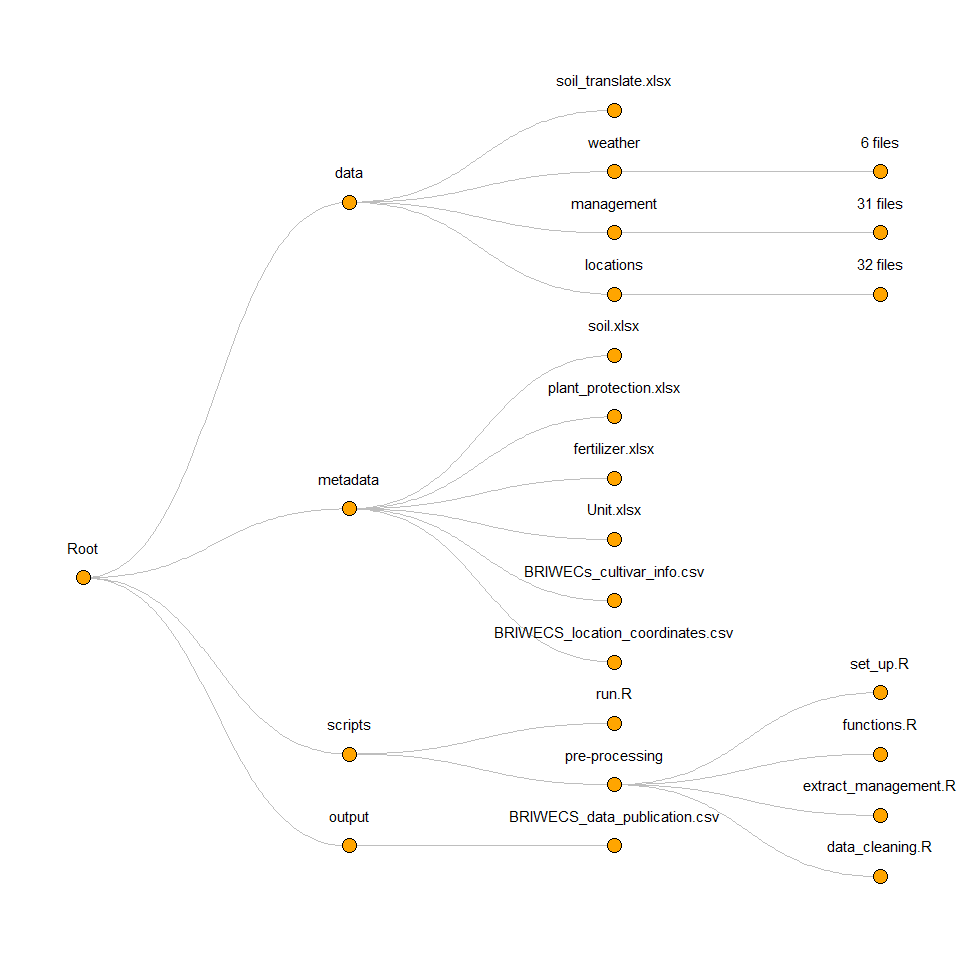 soil_translate.xlsx
weather
6 files
data
management
31 files
locations
32 files
soil.xlsx
plant_protection.xlsx
fertilizer.xlsx
metadata
Unit.xlsx
Root
BRIWECs_cultivar_info.csv
BRIWECS_location_coordinates.csv
set_up.R
run.R
scripts
functions.R
pre-processing
extract_management.R
output
BRIWECS_data_publication.csv
data_cleaning.R